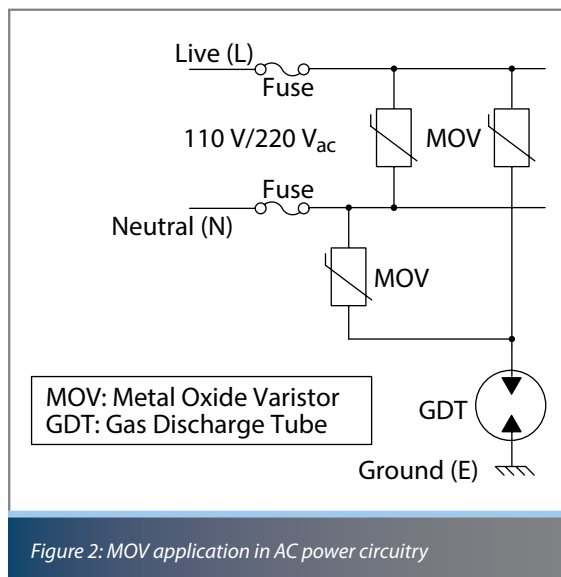 Live (L)
Fuse
110 V/220 Vac
MOV
Fuse
Neutral (N)
MOV
MOV: Metal Oxide Varistor
GDT: Gas Discharge Tube
GDT
Ground (E)
Figure 2: MOV application in AC power circuitry